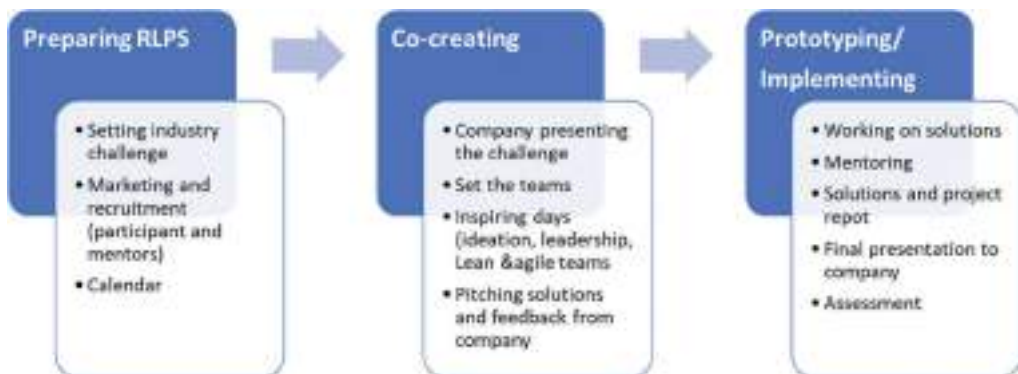 Preparing RLPS
• Setting industry
challenge
• Marketing and
recruitment
(participant and
mentors)
• Calendar
Co-creating
• Company presenting
the challenge
• Set the teams
• Inspiring days
(ideation, leadership,
Lean &agile teams
• Pitching solutions
and feedback from
company
Prototyping/
Implementing
• Working on solutions
• Mentoring
• Solutions and project
repot
• Final presentation to
company
• Assessment